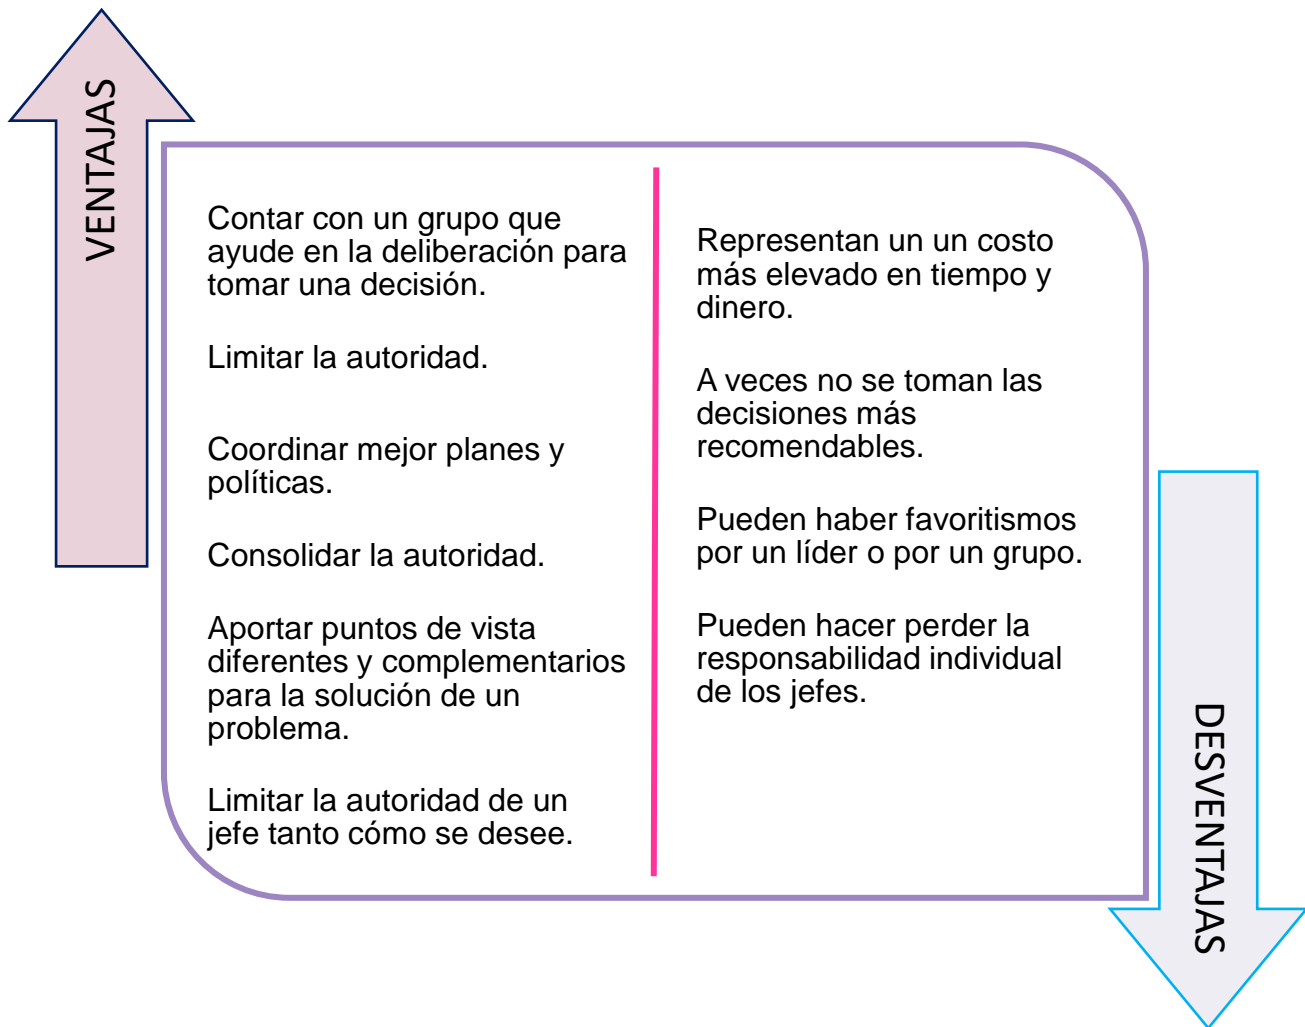 VENTAJAS
Contar con un grupo que
ayude en la deliberación para
tomar una decisión.
Limitar la autoridad.
Coordinar mejor planes y
políticas.
Consolidar la autoridad.
Aportar puntos de vista
diferentes y complementarios
para la solución de un
problema.
Limitar la autoridad de un
jefe tanto cómo se desee.
Representan un un costo
más elevado en tiempo y
dinero.
A veces no se toman las
decisiones más
recomendables.
Pueden haber favoritismos
por un líder o por un grupo.
Pueden hacer perder la
responsabilidad individual
de los jefes.
DESVENTAJAS